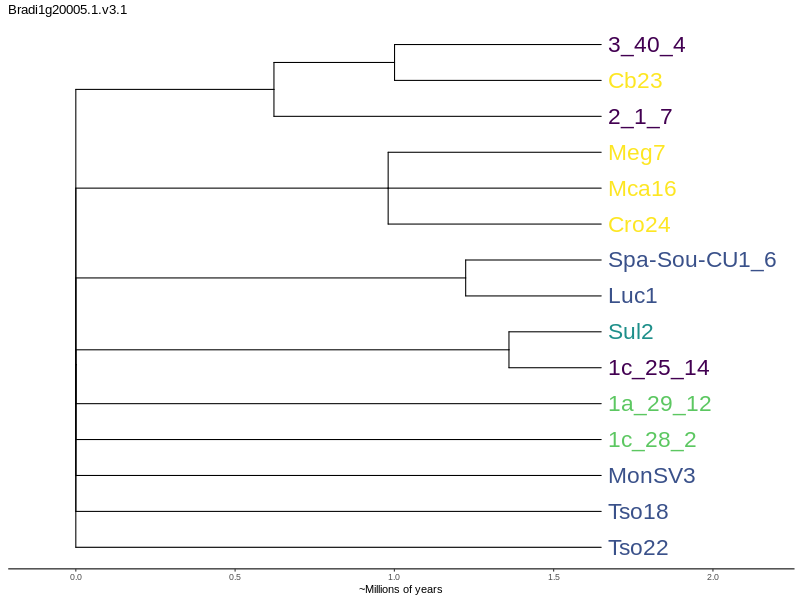 Bradi1g20005.1.v3.1
3_40_4
Cb23
2_1_7
Meg7
Mca16
Cro24
Spa-Sou-CU1_6
Luc1
Sul2
1c_25_14
1a_29_12
1c_28_2
MonSV3
Tso18
Tso22
0.0 0.5 1.0 1.5 2.0
~Millions of years